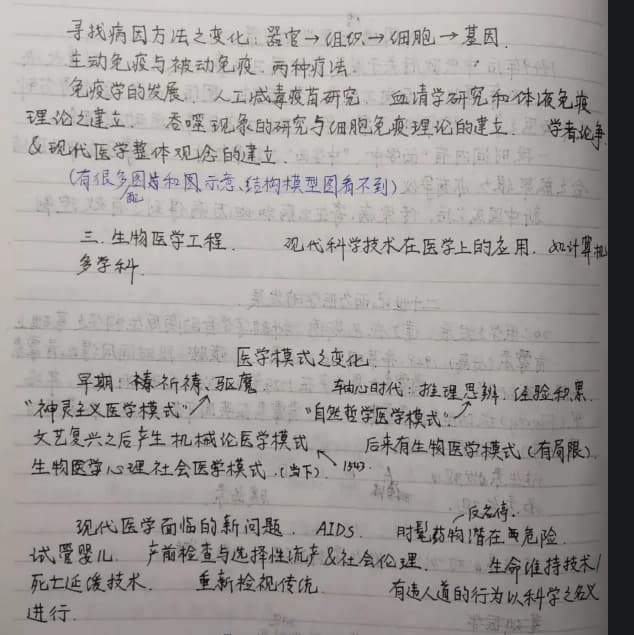 寻找病因方法之变化：器官→组织→细胞→基因.
主动免疫与被动免疫.两种疗法.
免疫学的发展. 人工减毒疫苗研究. 血清学研究和体液免疫
理论之建立. 吞噬现象的研究与细胞免疫理论的建立. 学者论争
&现代医学整体观念的建立.
(有很多配图片和图示意、结构模型图看不到)
三.生物医学工程. 现代科学技术在医学上的应用. 如计算机
多学科.
医学模式之变化.
早期：祷祈祷、驱魔. 轴心时代：推理思辨、经验积累.
"神灵主义医学模式" "自然哲学医学模式"
文艺复兴之后产生机械论医学模式 后来有生物医学模式(有局限).
生物医学心理社会医学模式.(当下). 1543.
现代医学面临的新问题. AIDS. 时髦药物潜在危险.
反应停.
试管婴儿. 产前检查与选择性流产&社会伦理. 生命维持技术/
死亡延缓技术. 重新检视传统. 有违人道的行为以科学之名义
进行.